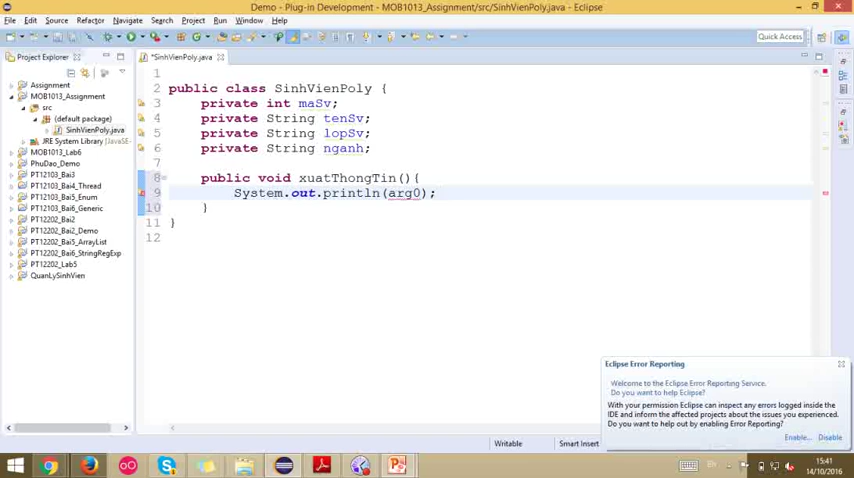 Demo - Plug-in Development - MOB1013_Assignment/src/SinhVienPoly.java - Eclipse
File Edit Source Refactor Navigate Search Project Run Window Help
Quick Access
Project Explorer
*SinhVienPoly.java
Assignment
MOB1013_Assignment
src
(default package)
SinhVienPoly.java
JRE System Library [JavaSE-
MOB1013_Lab6
PhuDao_Demo
PT12103_Bai3
PT12103_Bai4_Thread
PT12103_Bai5_Enum
PT12103_Bai6_Generic
PT12202_Bai2
PT12202_Bai2_Demo
PT12202_Bai5_ArrayList
PT12202_Bai6_StringRegExp
PT12202_Lab5
QuanLySinhVien
1
2 public class SinhVienPoly {
3 private int maSv;
4 private String tenSv;
5 private String lopSv;
6 private String nganh;
7
8 public void xuatThongTin(){
9 System.out.println(arg0);
10 }
11 }
12
Eclipse Error Reporting
Welcome to the Eclipse Error Reporting Service.
Do you want to help Eclipse?
With your permission Eclipse can inspect any errors logged inside the
IDE and inform the affected projects about the issues you experienced.
Do you want to help out by enabling Error Reporting?
Enable... Disable
Writable Smart Insert
15:41
14/10/2016